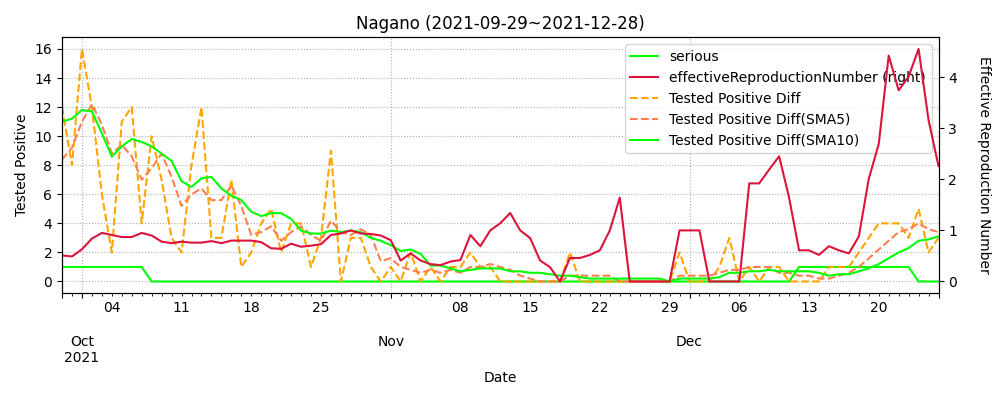 Nagano (2021-09-29~2021-12-28)
serious
effectiveReproductionNumber (right)
Tested Positive Diff
Tested Positive Diff(SMA5)
Tested Positive Diff(SMA10)
Tested Positive
16
14
12
10
8
6
4
2
0
Effective Reproduction Number
4
3
2
1
0
04
11
18
25
08
15
22
29
06
13
20
Oct
2021
Nov
Dec
Date